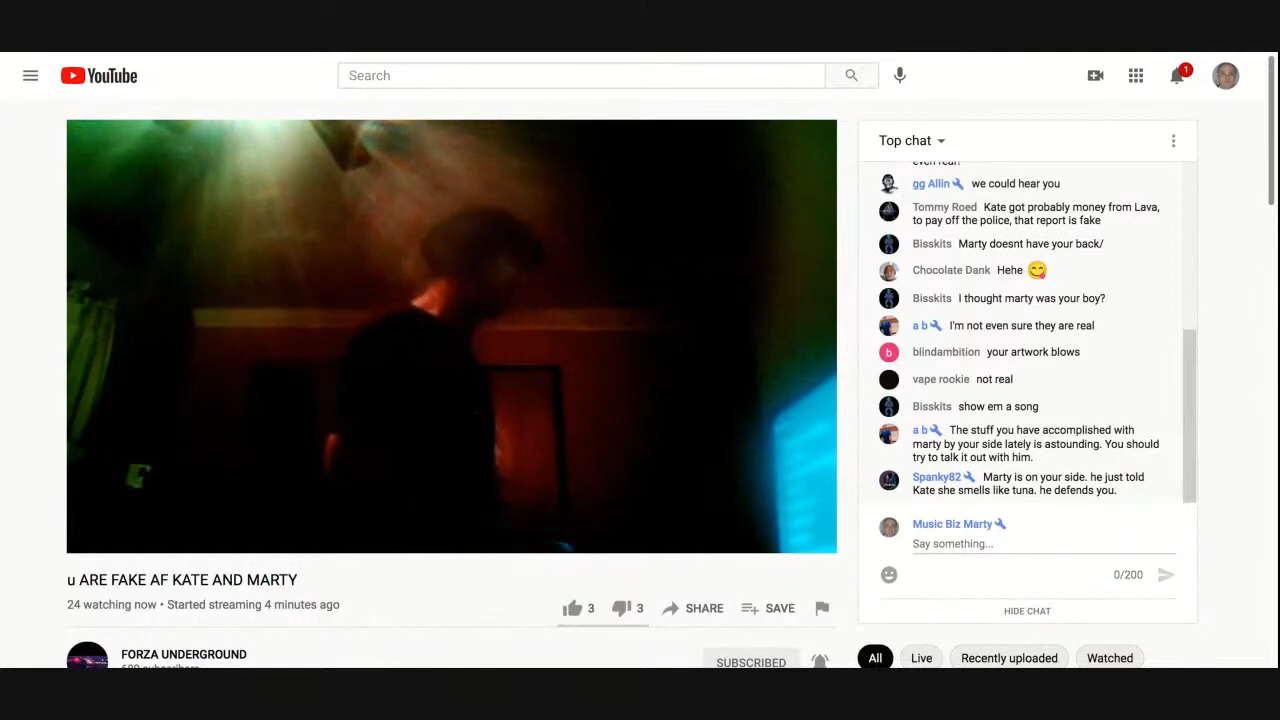 YouTube
Search
1
Top chat
even real?
gg Allin we could hear you
Tommy Roed Kate got probably money from Lava,
to pay off the police, that report is fake
Bisskits Marty doesnt have your back/
Chocolate Dank Hehe 😋
Bisskits I thought marty was your boy?
a b I'm not even sure they are real
b blindambition your artwork blows
vape rookie not real
Bisskits show em a song
a b The stuff you have accomplished with
marty by your side lately is astounding. You should
try to talk it out with him.
Spanky82 Marty is on your side. he just told
Kate she smells like tuna. he defends you.
Music Biz Marty
Say something...
0/200
HIDE CHAT
u ARE FAKE AF KATE AND MARTY
24 watching now • Started streaming 4 minutes ago
3 3 SHARE SAVE
FORZA UNDERGROUND
subscribers
SUBSCRIBED
All Live Recently uploaded Watched